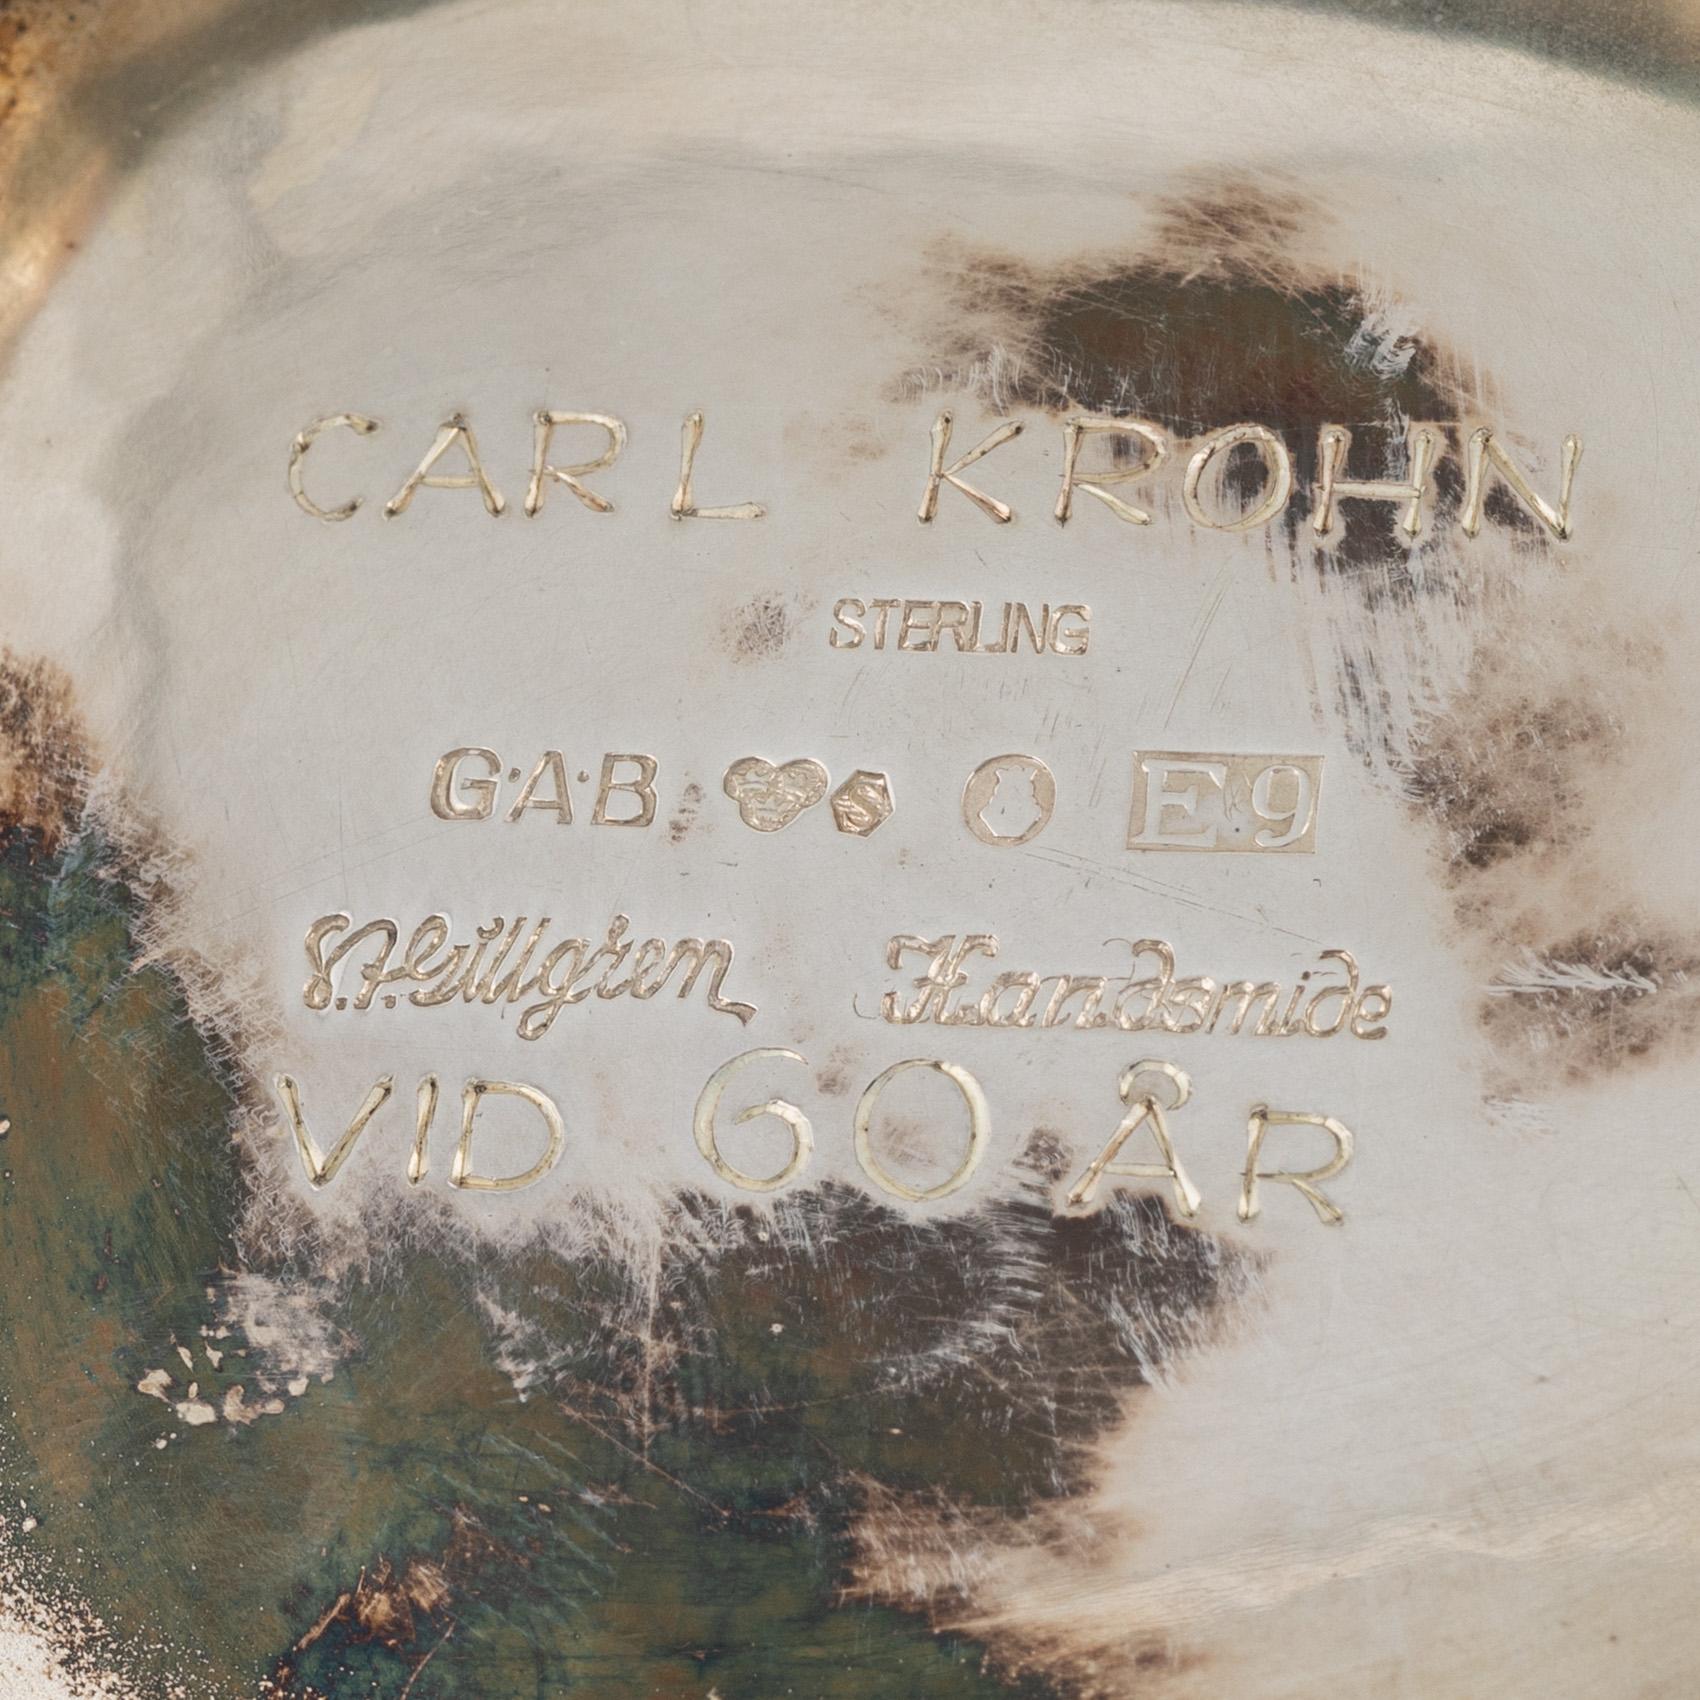 CARL KROHN
STERLING
G·A·B S E9
S.A.Gillgren Handsmide
VID 60 ÅR